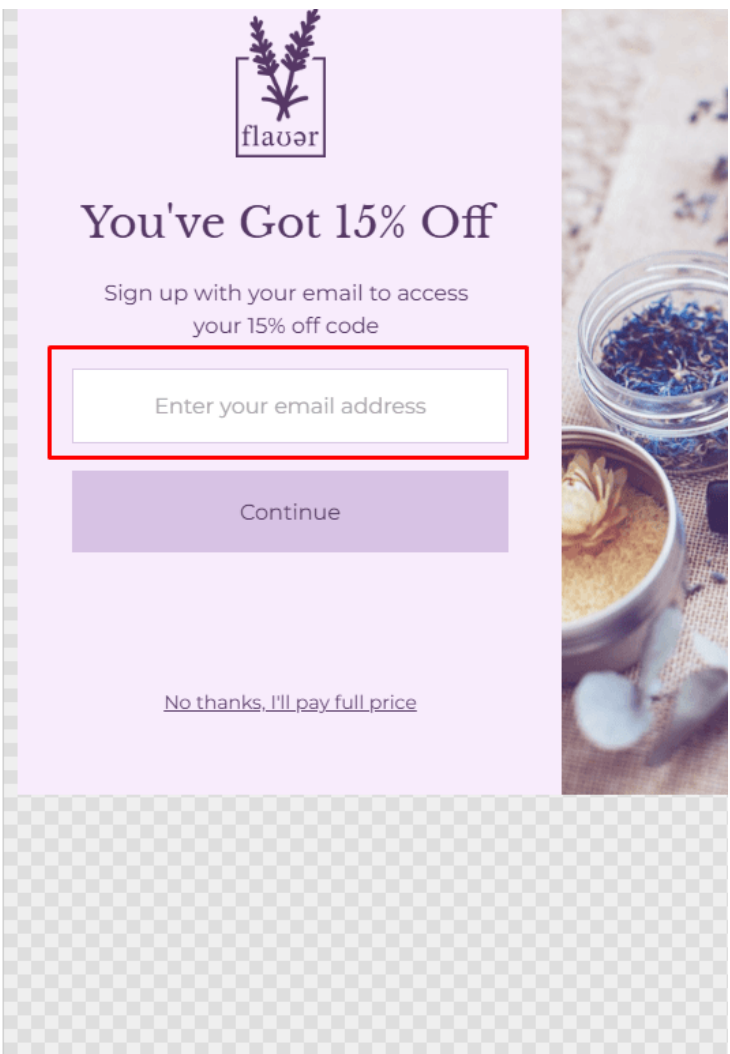 flaʊər
You've Got 15% Off
Sign up with your email to access
your 15% off code
Enter your email address
Continue
No thanks, I'll pay full price